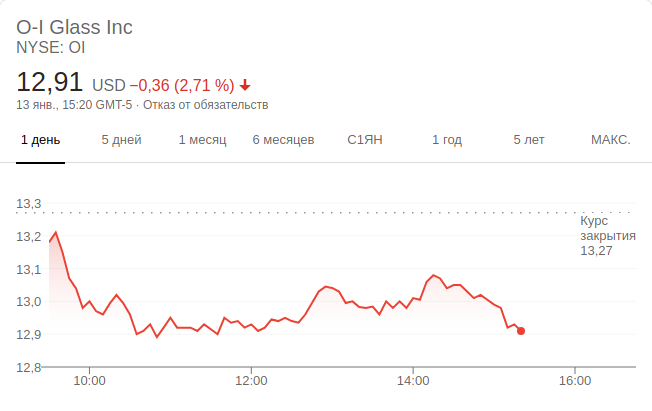 O-I Glass Inc
NYSE: OI
12,91 USD −0,36 (2,71 %)
13 янв., 15:20 GMT-5 · Отказ от обязательств
1 день 5 дней 1 месяц 6 месяцев С1ЯН 1 год 5 лет МАКС.
13,3
Курс
13,2 закрытия
13,27
13,1
13,0
12,9
12,8
10:00 12:00 14:00 16:00